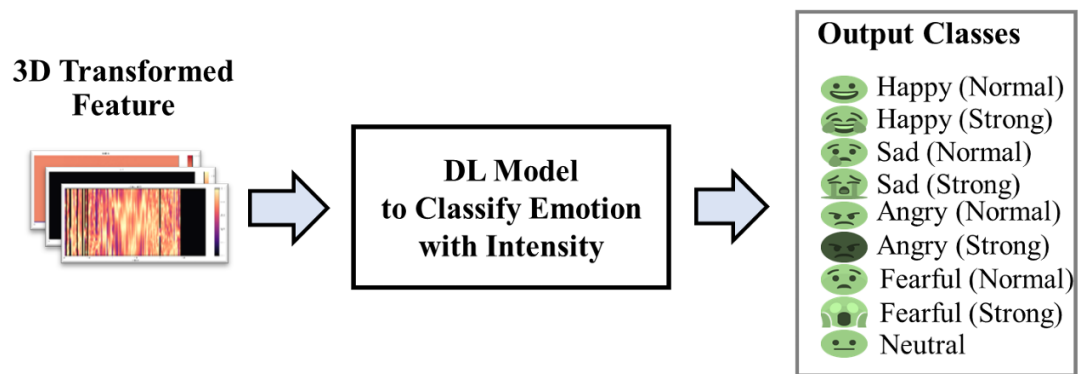 3D Transformed
Feature
DL Model
to Classify Emotion
with Intensity
Output Classes
Happy (Normal)
Happy (Strong)
Sad (Normal)
Sad (Strong)
Angry (Normal)
Angry (Strong)
Fearful (Normal)
Fearful (Strong)
Neutral